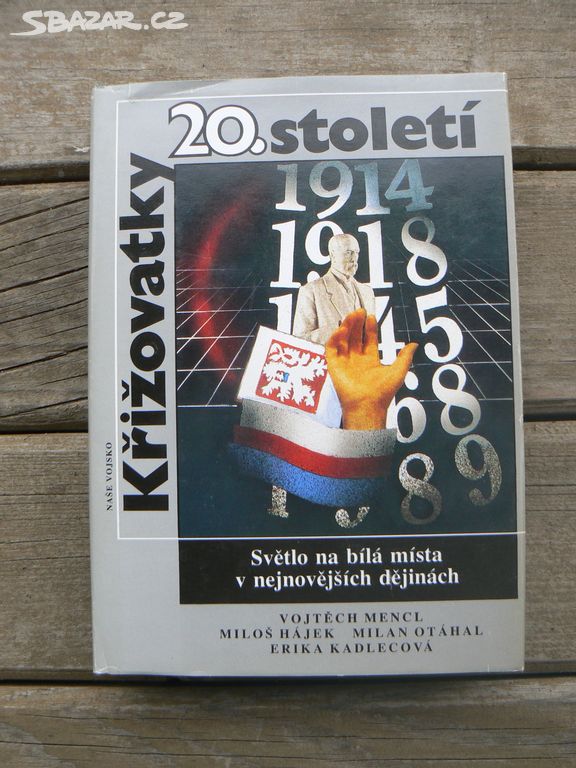 SBAZAR.CZ
20.století
Křižovatky
NAŠE VOJSKO
1914
1918
1945
68
89
Světlo na bílá místa
v nejnovějších dějinách
VOJTĚCH MENCL
MILOŠ HÁJEK MILAN OTÁHAL
ERIKA KADLECOVÁ